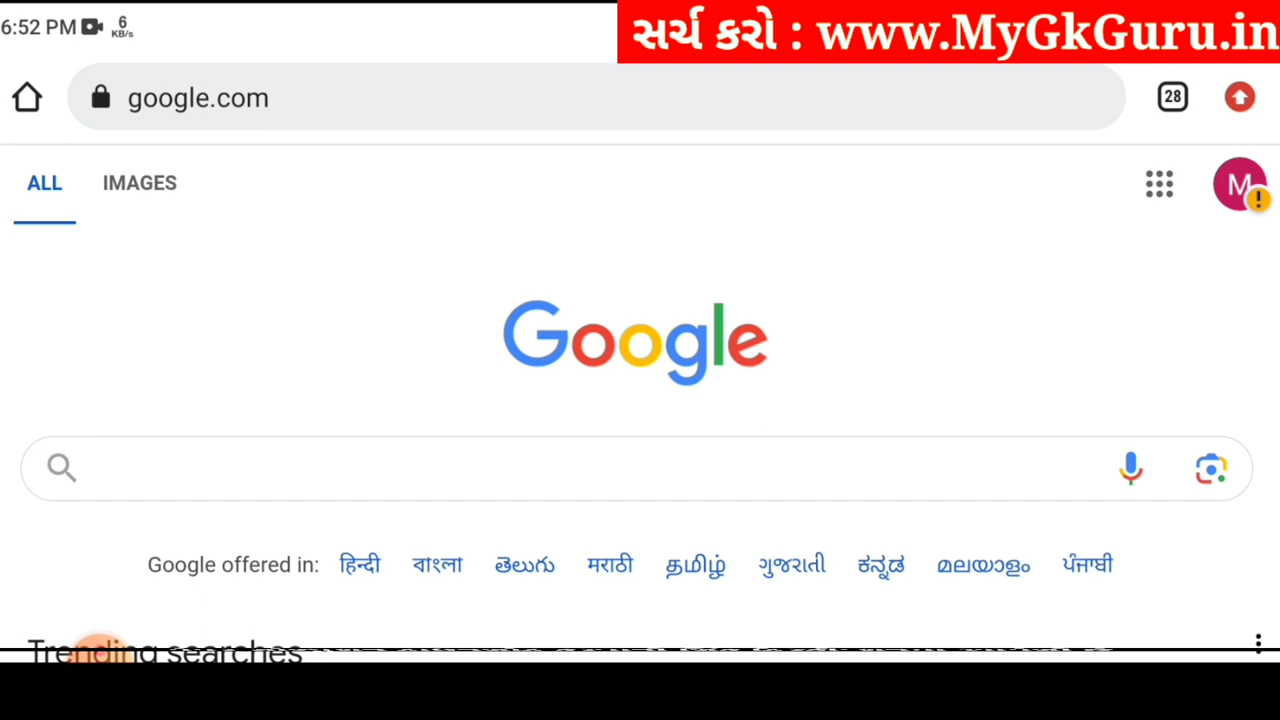 6:52 PM 6 KB/s
સર્ચ કરો : www.MyGkGuru.in
google.com 28
ALL IMAGES M
Google
Google offered in: हिन्दी বাংলা తెలుగు मराठी தமிழ் ગુજરાતી ಕನ್ನಡ മലയാളം ਪੰਜਾਬੀ
Trending searches